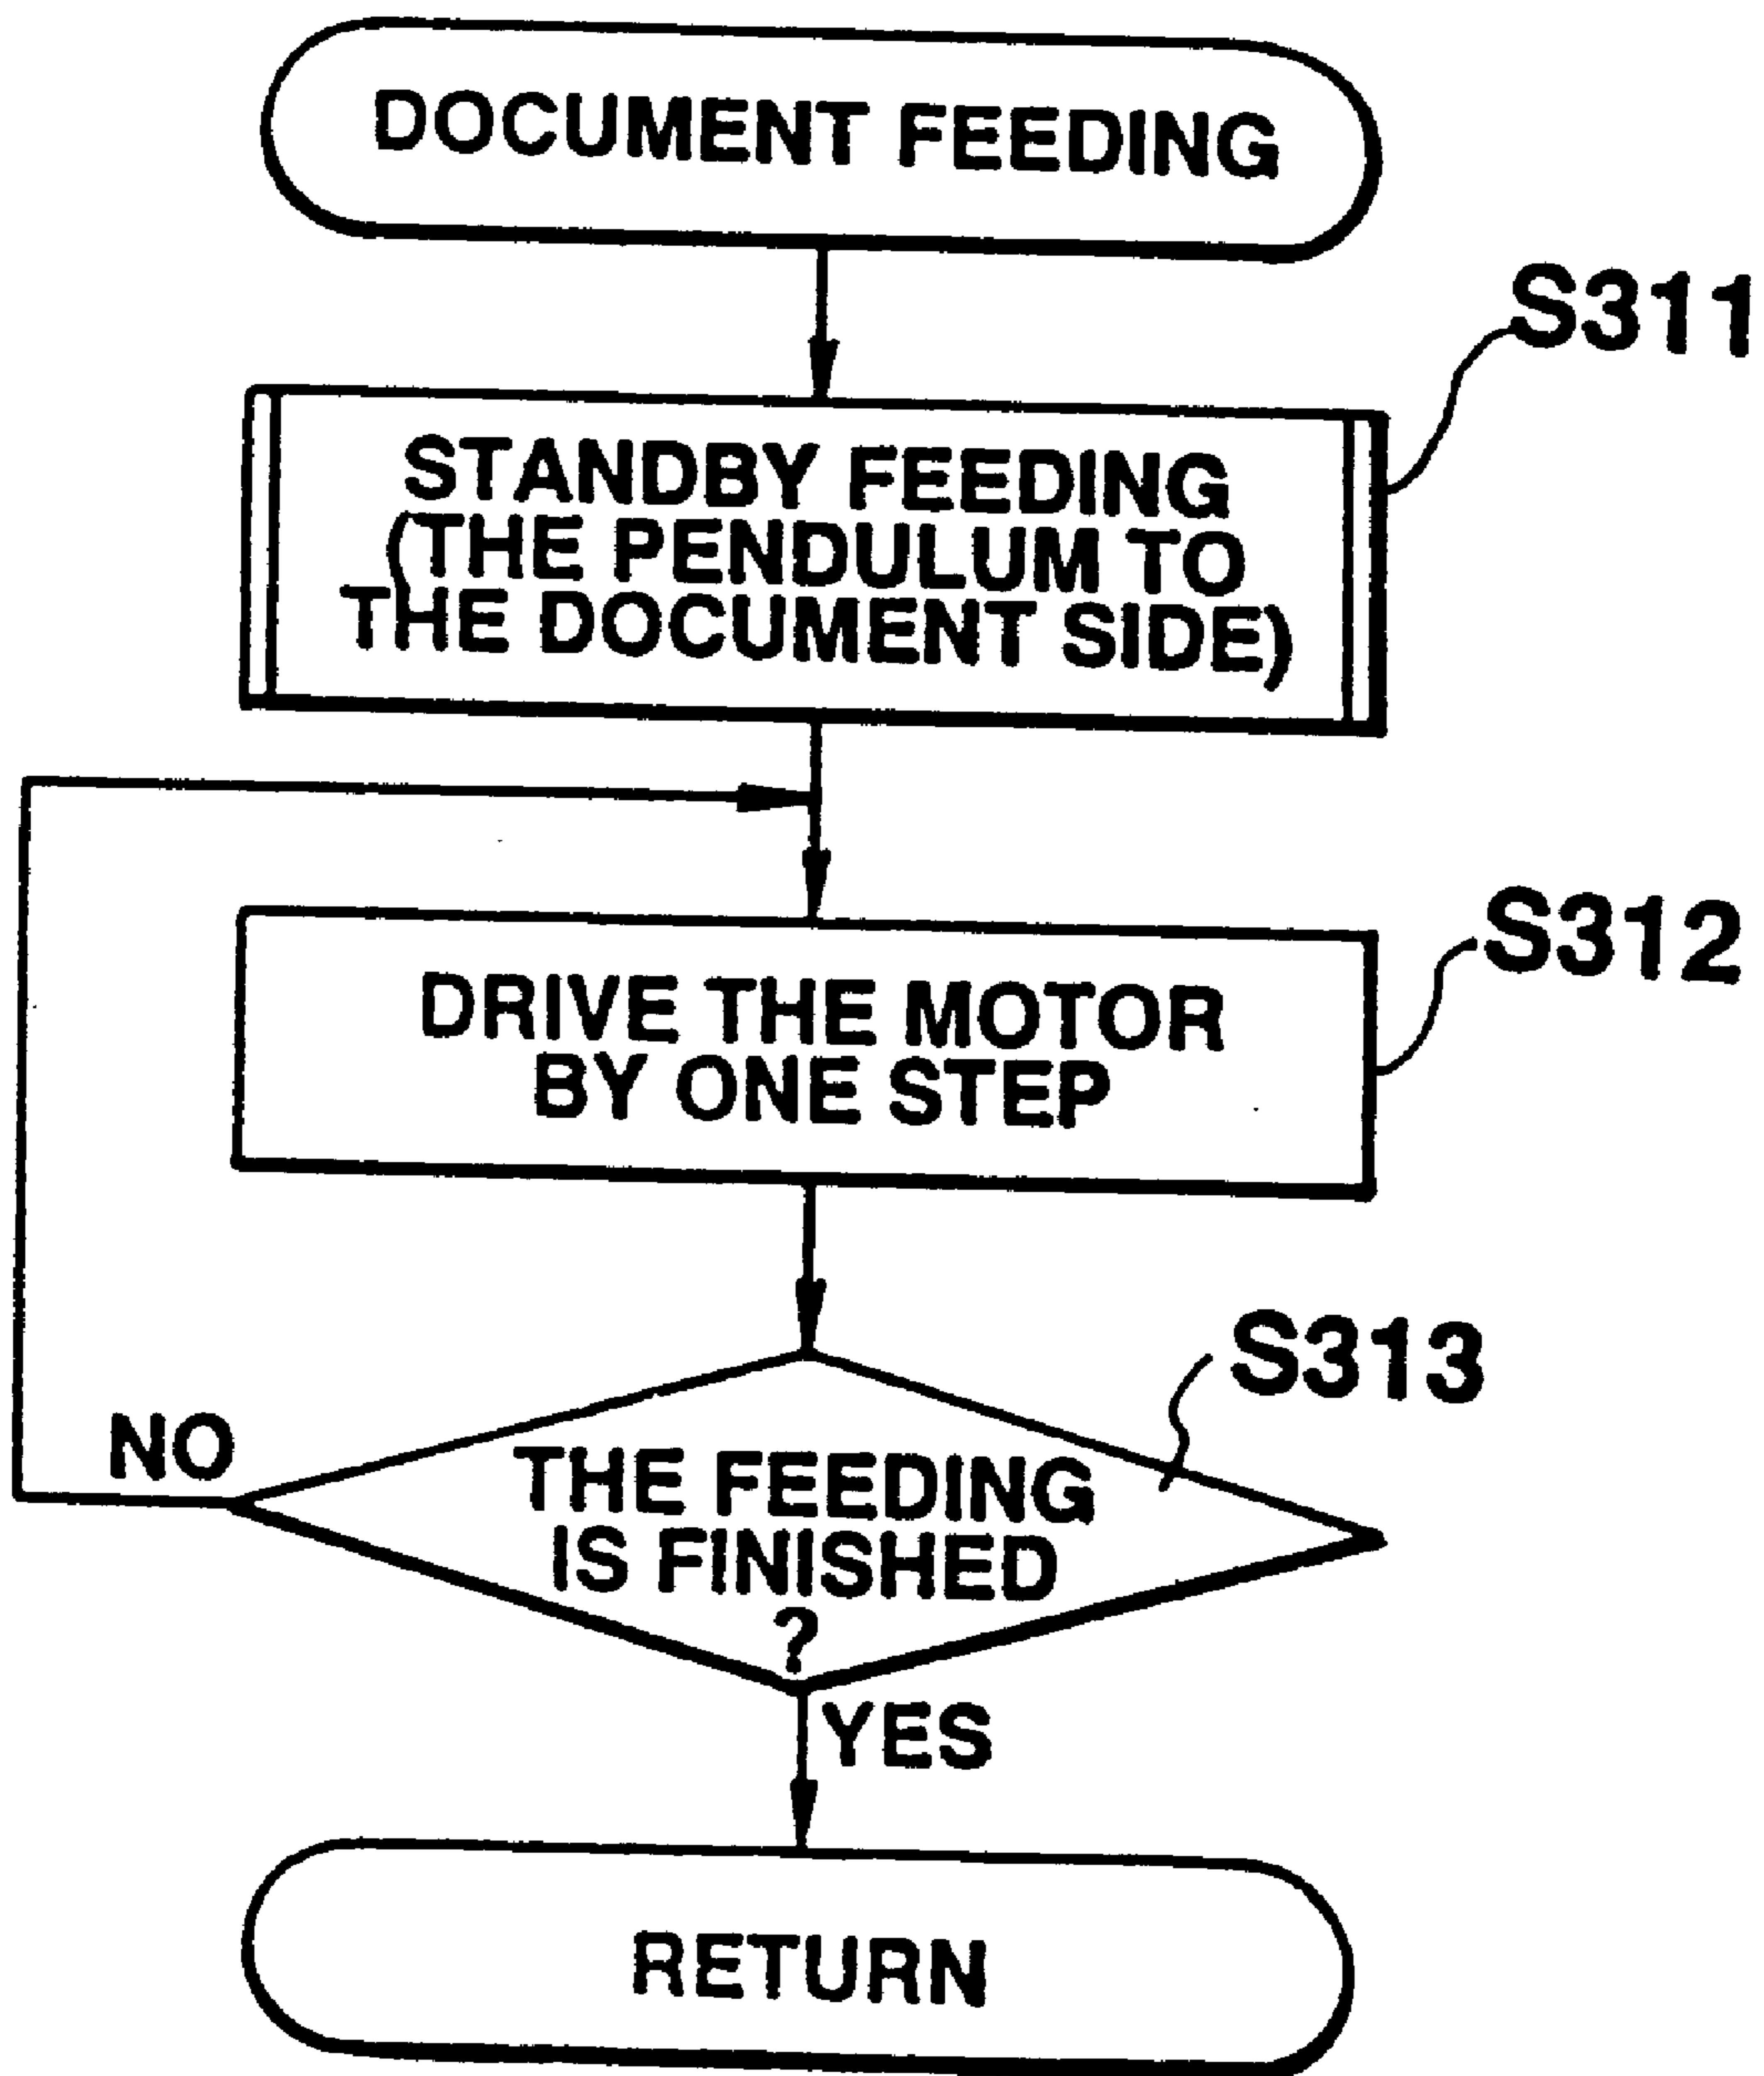 DOCUMENT FEEDING
S311
STANDBY FEEDING
(THE PENDULUM TO
THE DOCUMENT SIDE)
S312
DRIVE THE MOTOR
BY ONE STEP
S313
NO
THE FEEDING
IS FINISHED
?
YES
RETURN